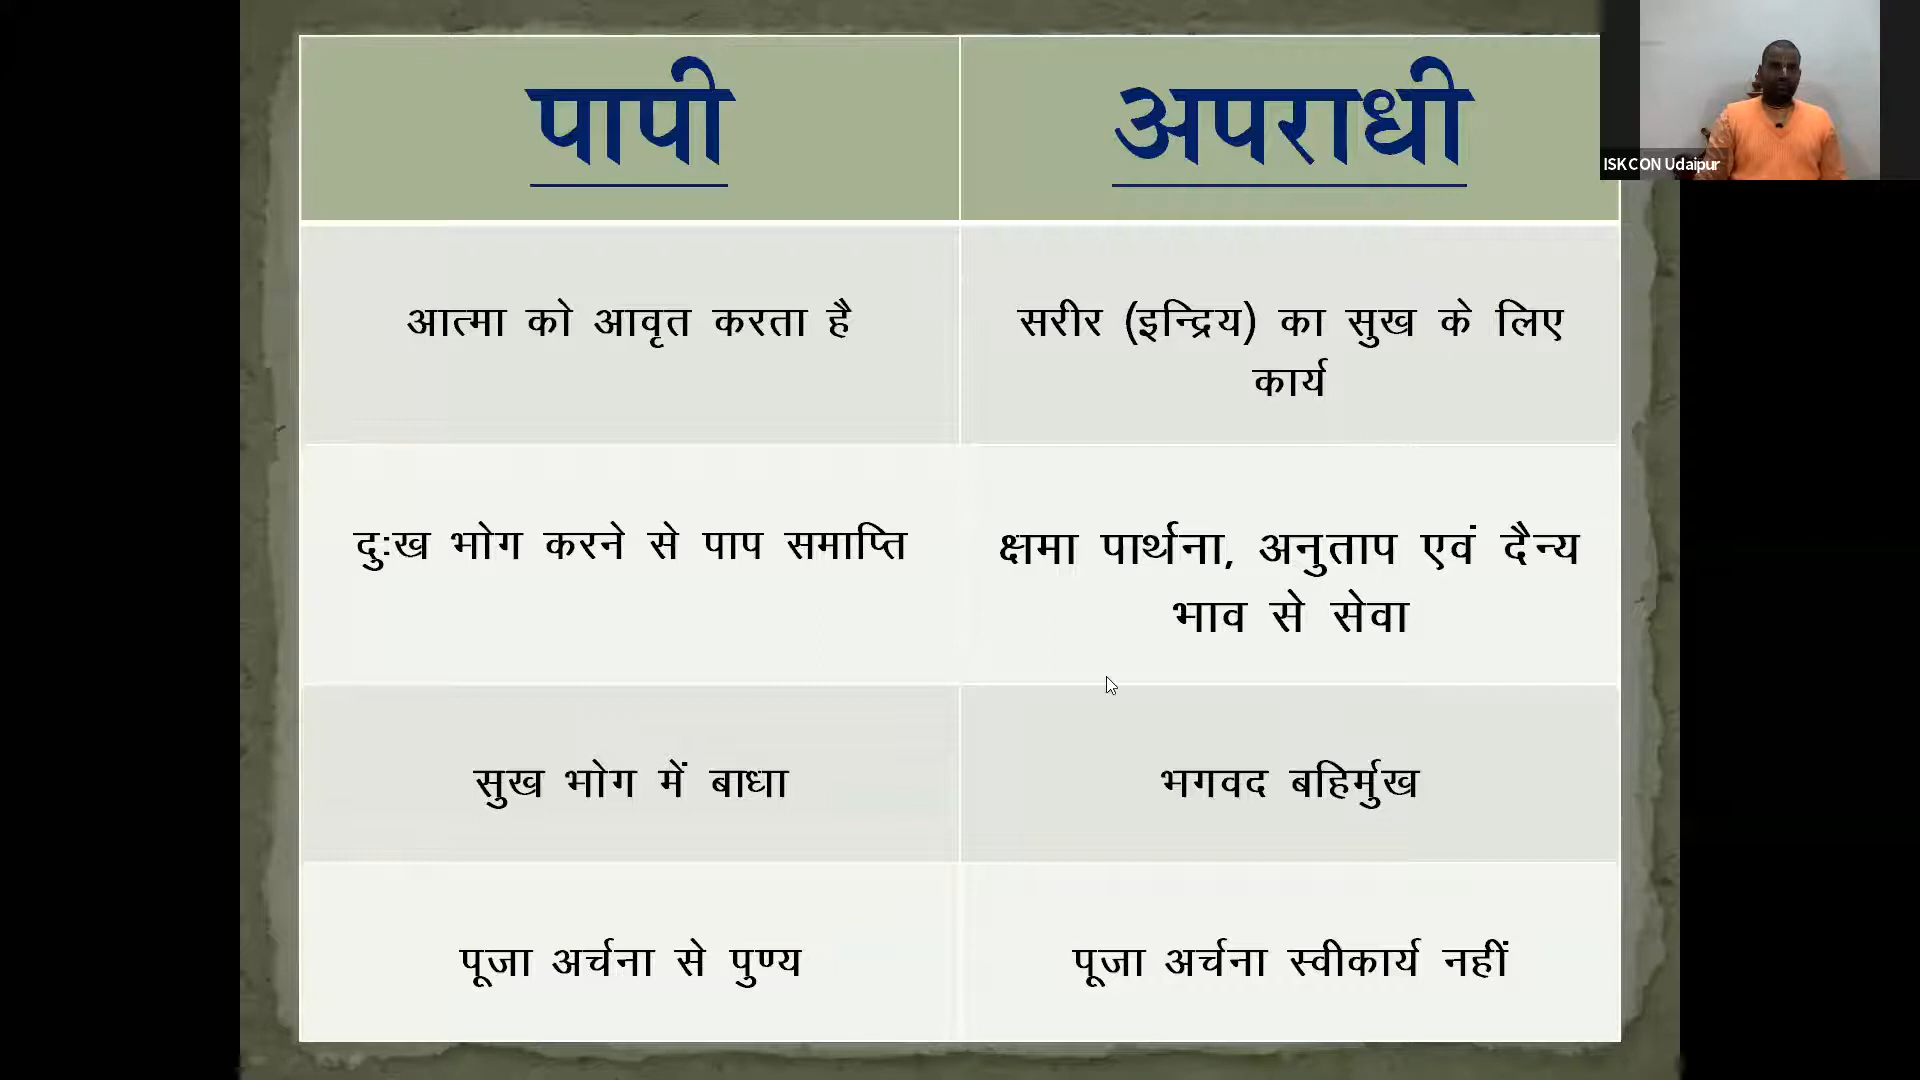 पापी
अपराधी
ISKCON Udaipur
आत्मा को आवृत करता है
सरीर (इन्द्रिय) का सुख के लिए
कार्य
दुःख भोग करने से पाप समाप्ति
क्षमा पार्थना, अनुताप एवं दैन्य
भाव से सेवा
सुख भोग में बाधा
भगवद बहिर्मुख
पूजा अर्चना से पुण्य
पूजा अर्चना स्वीकार्य नहीं